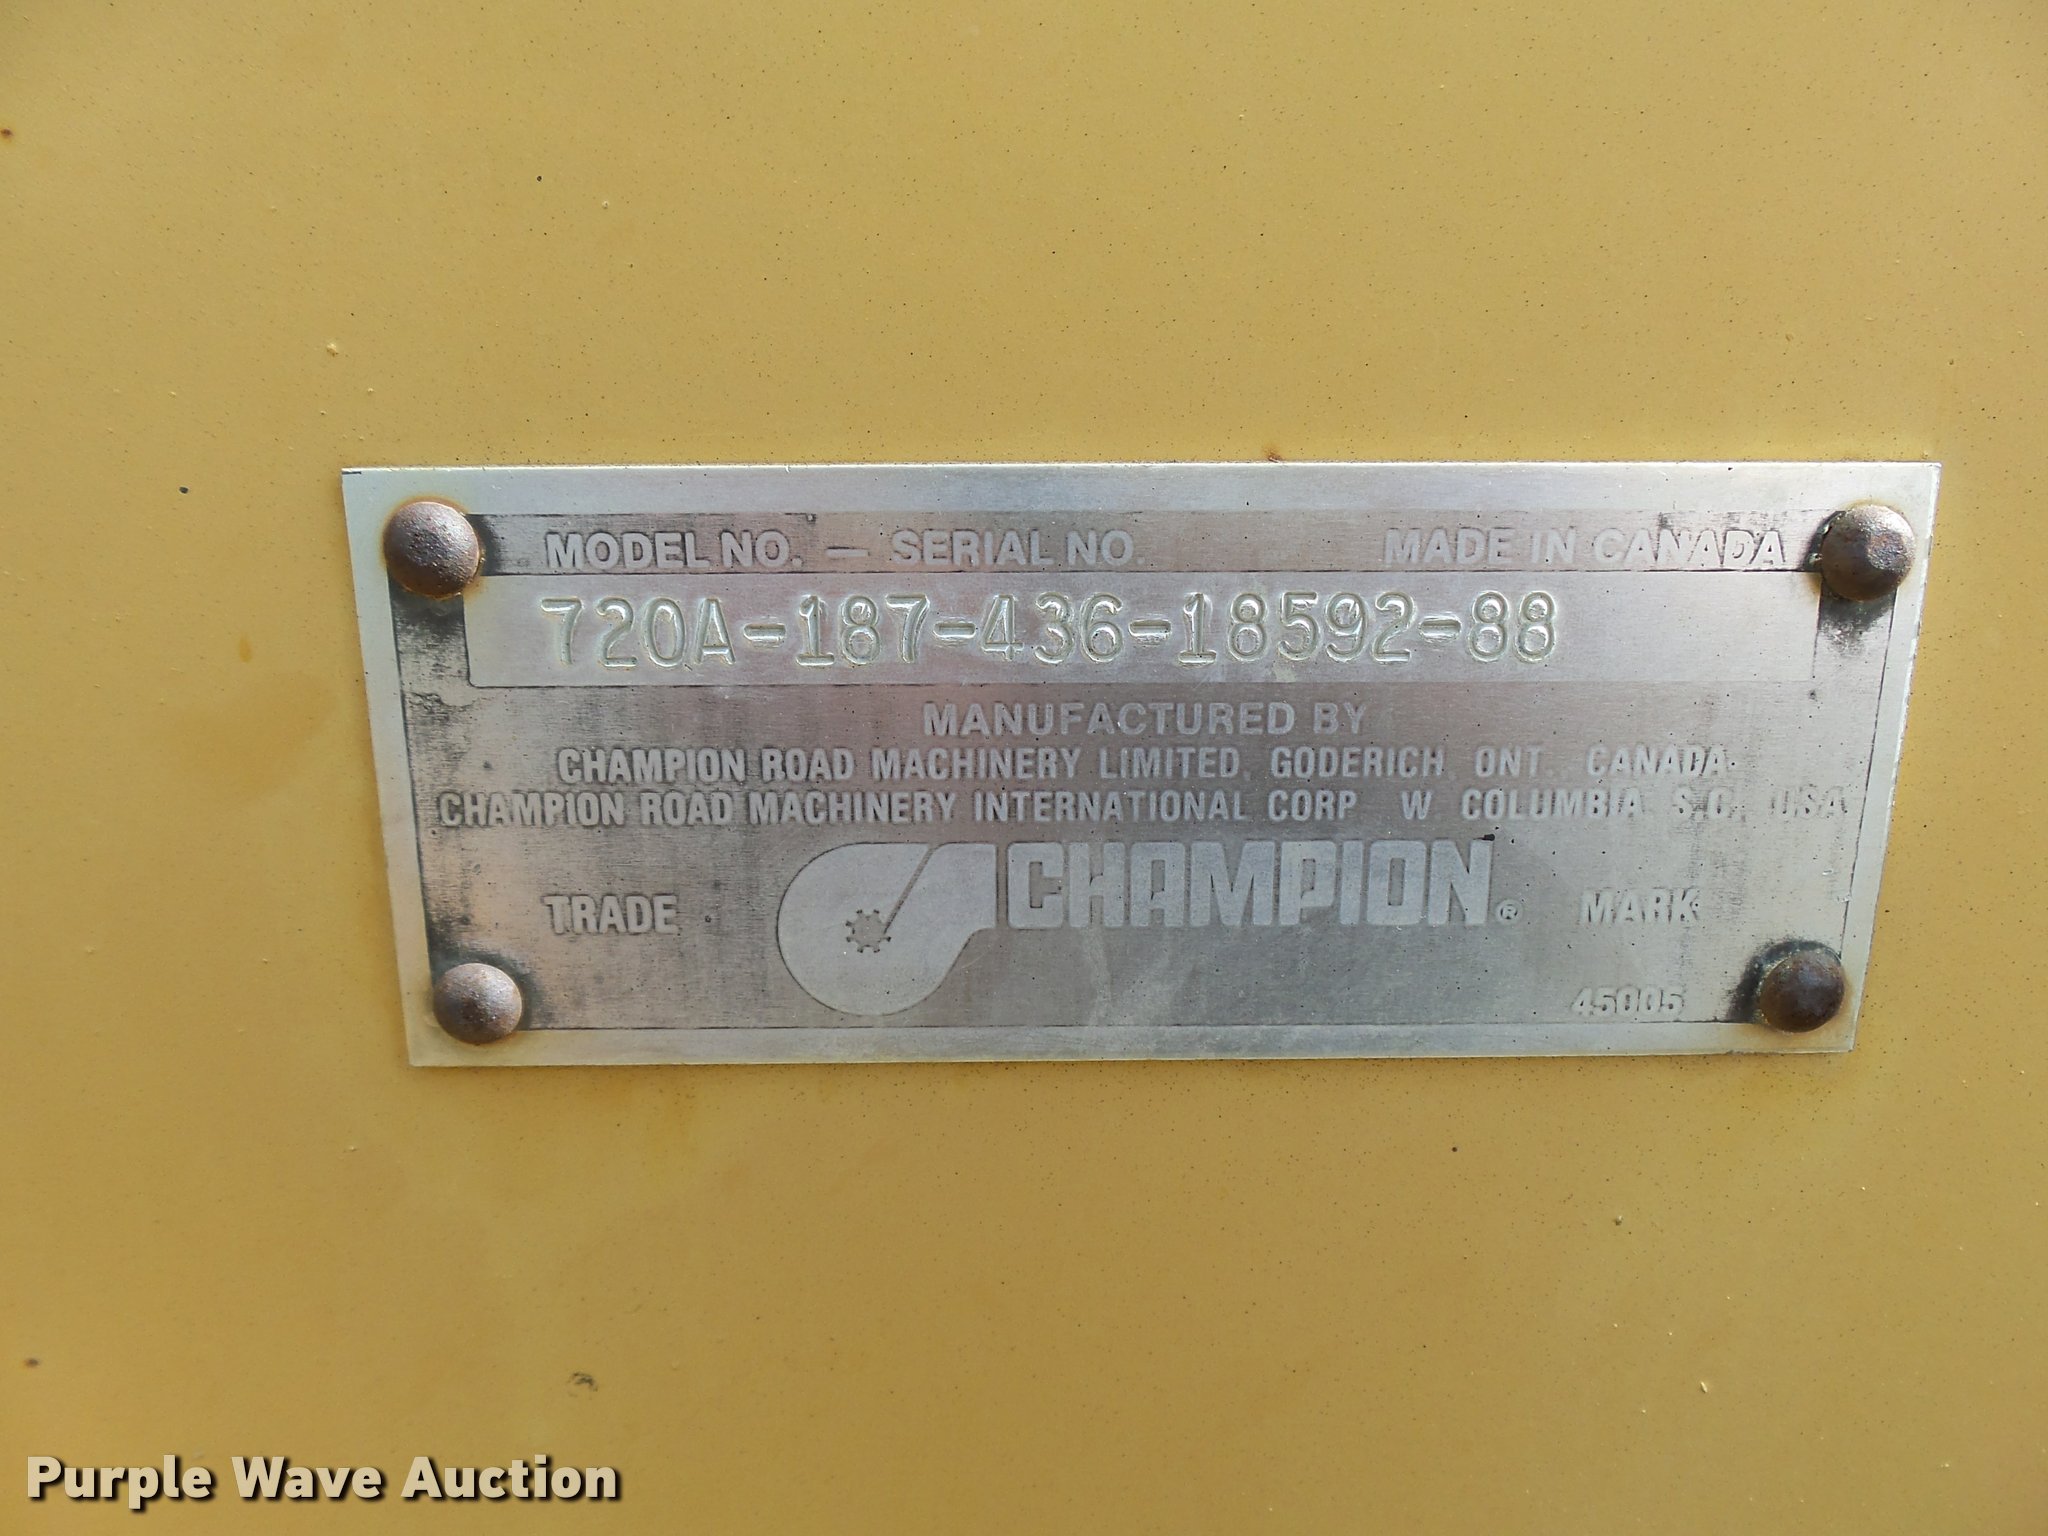 MODEL NO. — SERIAL NO. MADE IN CANADA
720A-187-436-18592-88
MANUFACTURED BY
CHAMPION ROAD MACHINERY LIMITED, GODERICH, ONT., CANADA.
CHAMPION ROAD MACHINERY INTERNATIONAL CORP W COLUMBIA, S.C., USA
TRADE CHAMPION® MARK
45005
Purple Wave Auction